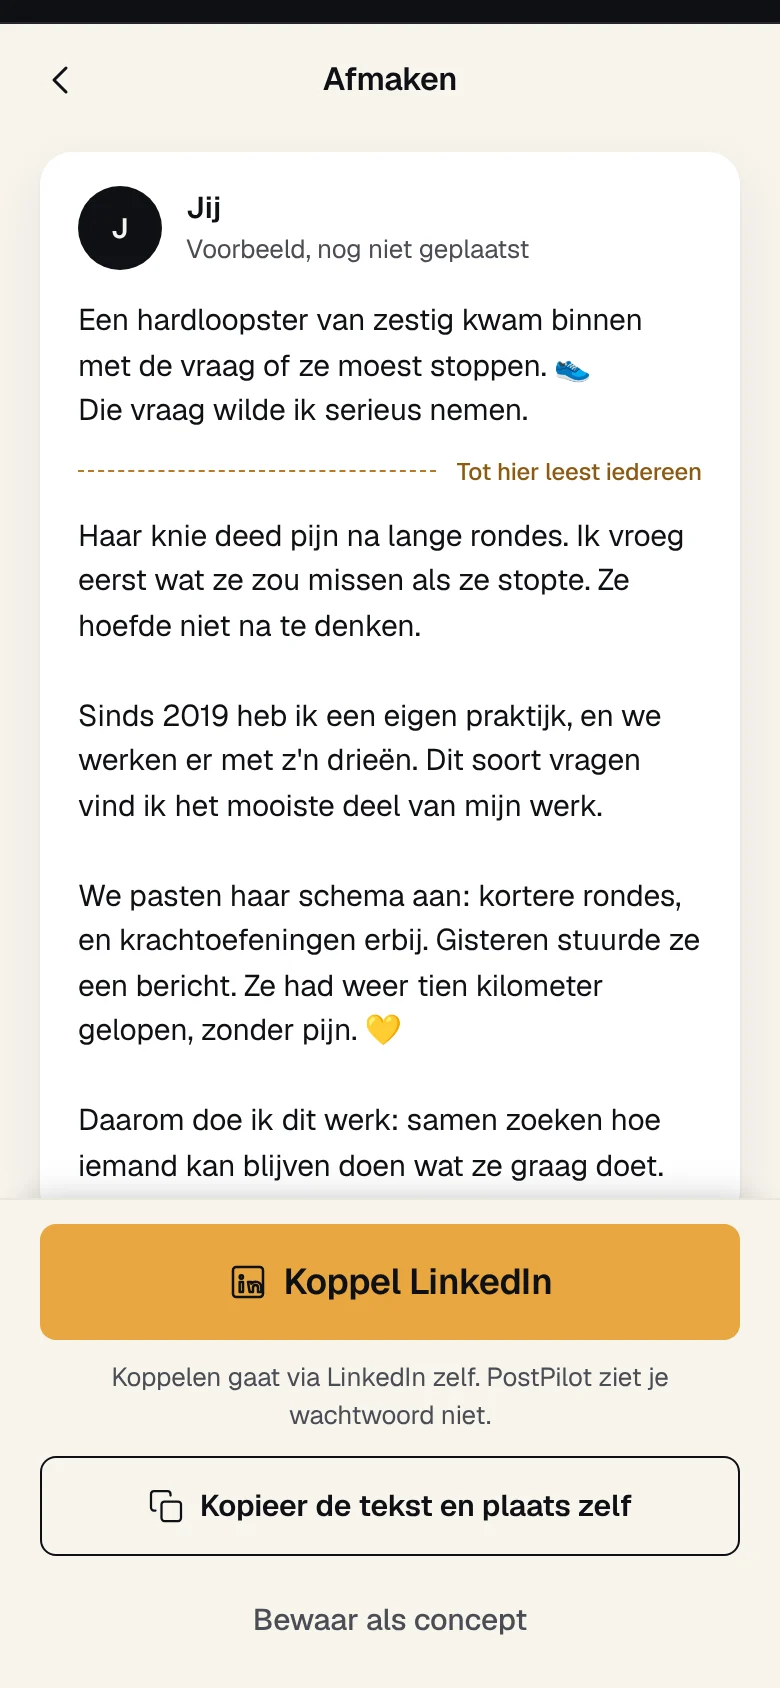 Afmaken
J
Jij
Voorbeeld, nog niet geplaatst
Een hardloopster van zestig kwam binnen
met de vraag of ze moest stoppen. 👟
Die vraag wilde ik serieus nemen.
Tot hier leest iedereen
Haar knie deed pijn na lange rondes. Ik vroeg
eerst wat ze zou missen als ze stopte. Ze
hoefde niet na te denken.
Sinds 2019 heb ik een eigen praktijk, en we
werken er met z'n drieën. Dit soort vragen
vind ik het mooiste deel van mijn werk.
We pasten haar schema aan: kortere rondes,
en krachtoefeningen erbij. Gisteren stuurde ze
een bericht. Ze had weer tien kilometer
gelopen, zonder pijn. 💛
Daarom doe ik dit werk: samen zoeken hoe
iemand kan blijven doen wat ze graag doet.
in Koppel LinkedIn
Koppelen gaat via LinkedIn zelf. PostPilot ziet je
wachtwoord niet.
Kopieer de tekst en plaats zelf
Bewaar als concept